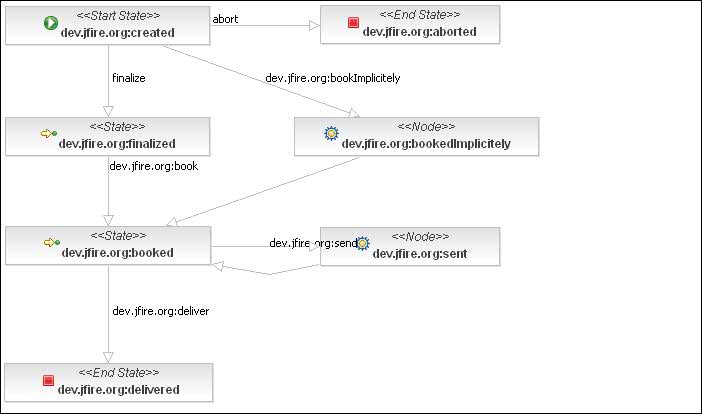 <<Start State>>
dev.jfire.org:created
abort
<<End State>>
dev.jfire.org:aborted
finalize
dev.jfire.org:bookImplicitely
<<State>>
dev.jfire.org:finalized
<<Node>>
dev.jfire.org:bookedImplicitely
dev.jfire.org:book
<<State>>
dev.jfire.org:booked
dev.jfire.org:send
<<Node>>
dev.jfire.org:sent
dev.jfire.org:deliver
<<End State>>
dev.jfire.org:delivered